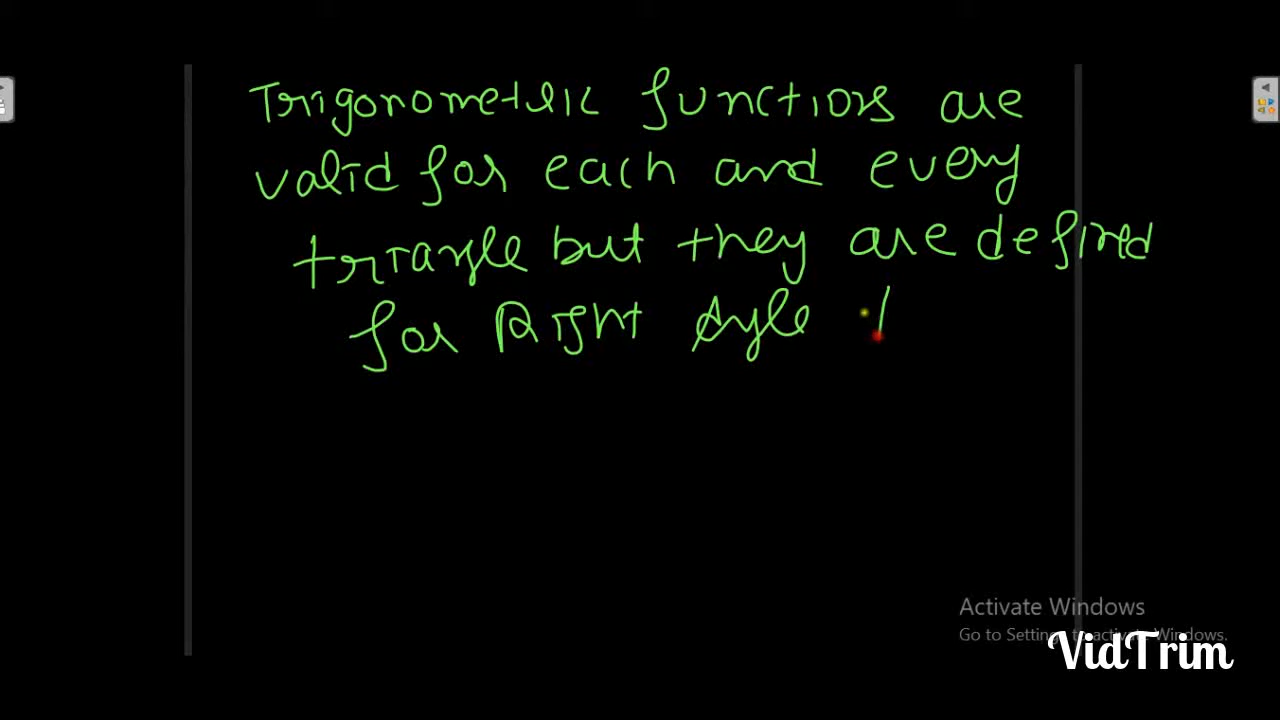 Trigonometric functions are
valid for each and every
triangle but they are defined
for Right Angle
Activate Windows
Go to Settings to activate Windows.
VidTrim